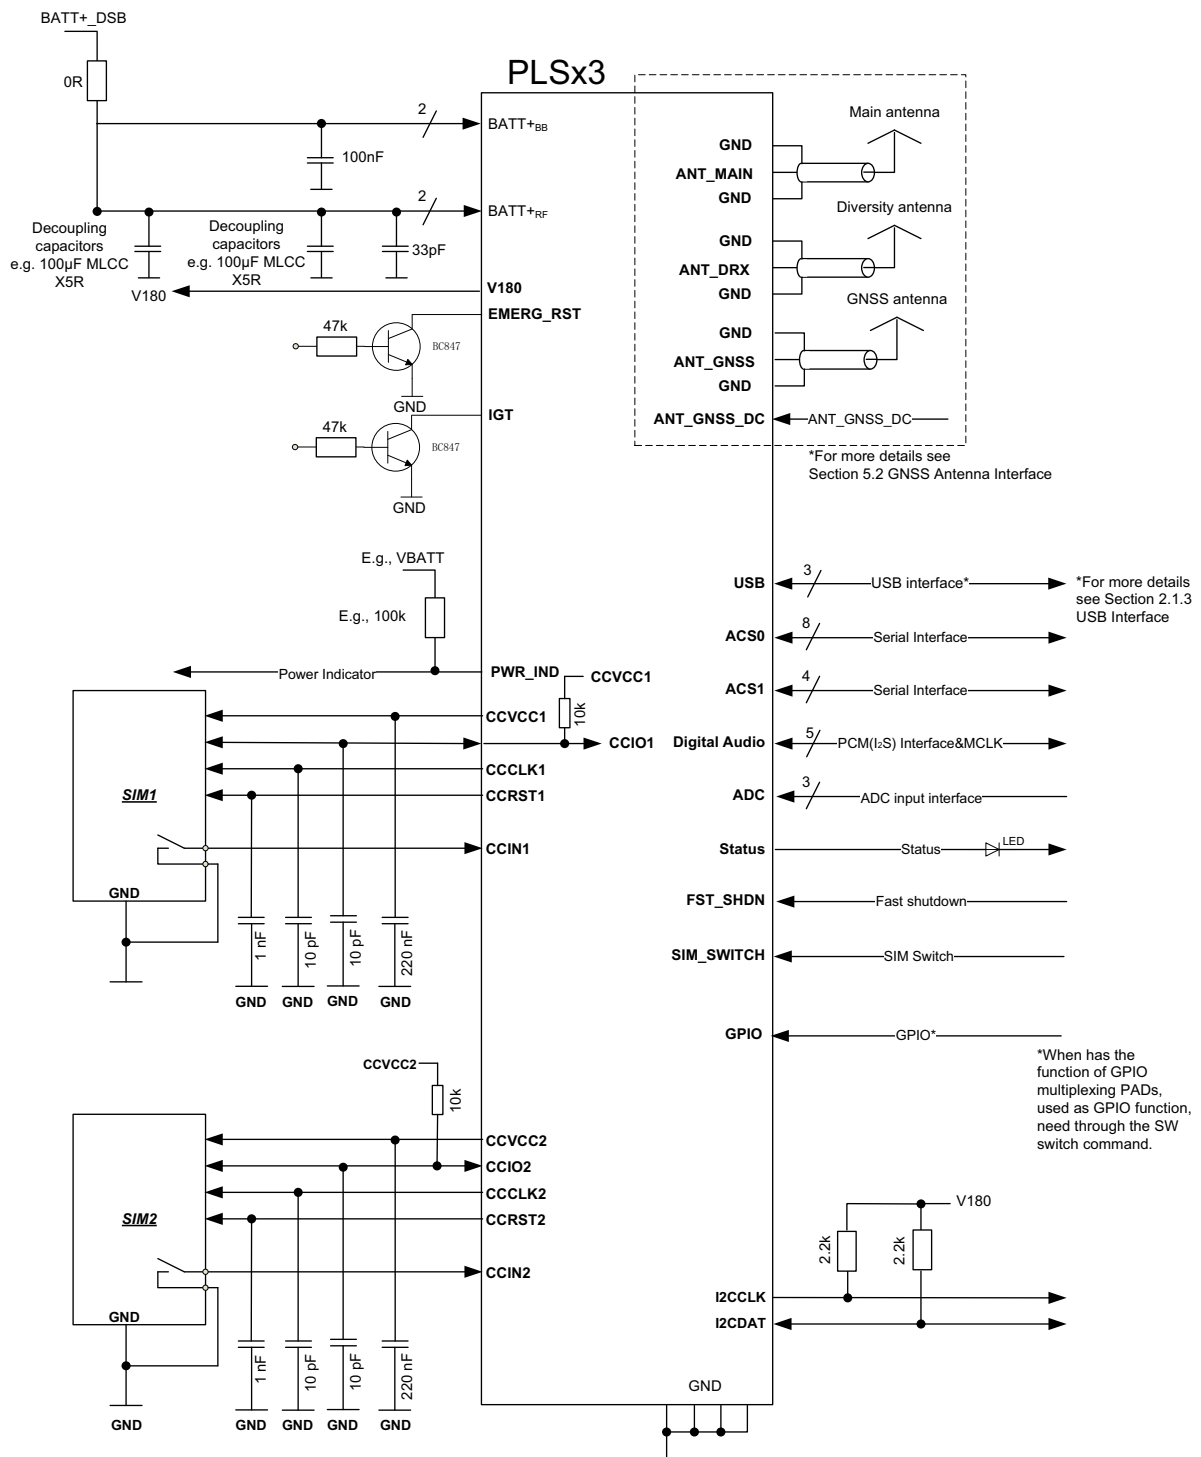 BATT+_DSB
0R
PLSx3
2
BATT+BB
100nF
2
BATT+RF
Decoupling
capacitors
e.g. 100µF MLCC
X5R
Decoupling
capacitors
e.g. 100µF MLCC
X5R
33pF
V180
V180
EMERG_RST
47k
BC847
GND
IGT
47k
BC847
GND
Main antenna
GND
ANT_MAIN
GND
Diversity antenna
GND
ANT_DRX
GND
GNSS antenna
GND
ANT_GNSS
GND
ANT_GNSS_DC
ANT_GNSS_DC
*For more details see
Section 5.2 GNSS Antenna Interface
E.g., VBATT
E.g., 100k
Power Indicator
PWR_IND
CCVCC1
10k
CCVCC1
CCIO1
CCCLK1
CCRST1
SIM1
CCIN1
GND
1 nF
10 pF
10 pF
220 nF
GND
GND
GND
GND
USB
3
USB interface*
*For more details
see Section 2.1.3
USB Interface
ACS0
8
Serial Interface
ACS1
4
Serial Interface
Digital Audio
5
PCM(I2S) Interface&MCLK
ADC
3
ADC input interface
Status
Status
LED
FST_SHDN
Fast shutdown
SIM_SWITCH
SIM Switch
GPIO
GPIO*
*When has the
function of GPIO
multiplexing PADs,
used as GPIO function,
need through the SW
switch command.
CCVCC2
10k
CCVCC2
CCIO2
CCCLK2
CCRST2
SIM2
CCIN2
GND
1 nF
10 pF
10 pF
220 nF
GND
GND
GND
GND
GND
V180
2.2k
2.2k
I2CCLK
I2CDAT
GND